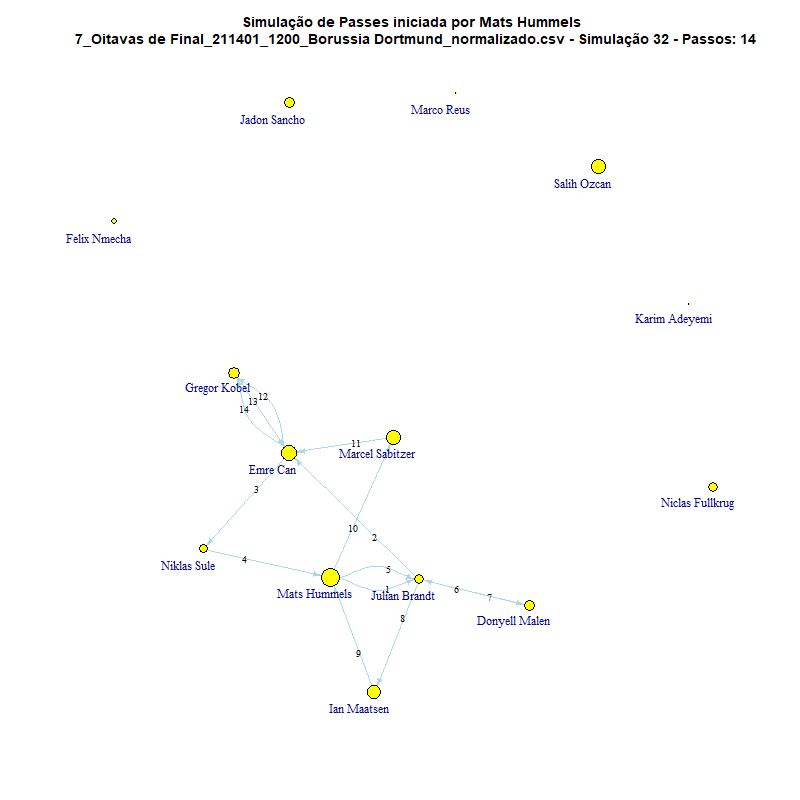 Simulação de Passes iniciada por Mats Hummels
7_Oitavas de Final_211401_1200_Borussia Dortmund_normalizado.csv - Simulação 32 - Passos: 14
Marco Reus
Jadon Sancho
Salih Ozcan
Felix Nmecha
Karim Adeyemi
Gregor Kobel
12
13
14
11
Marcel Sabitzer
Emre Can
3
Niclas Fullkrug
10
2
4
Niklas Sule
5
1
6
7
Mats Hummels
Julian Brandt
8
Donyell Malen
9
Ian Maatsen